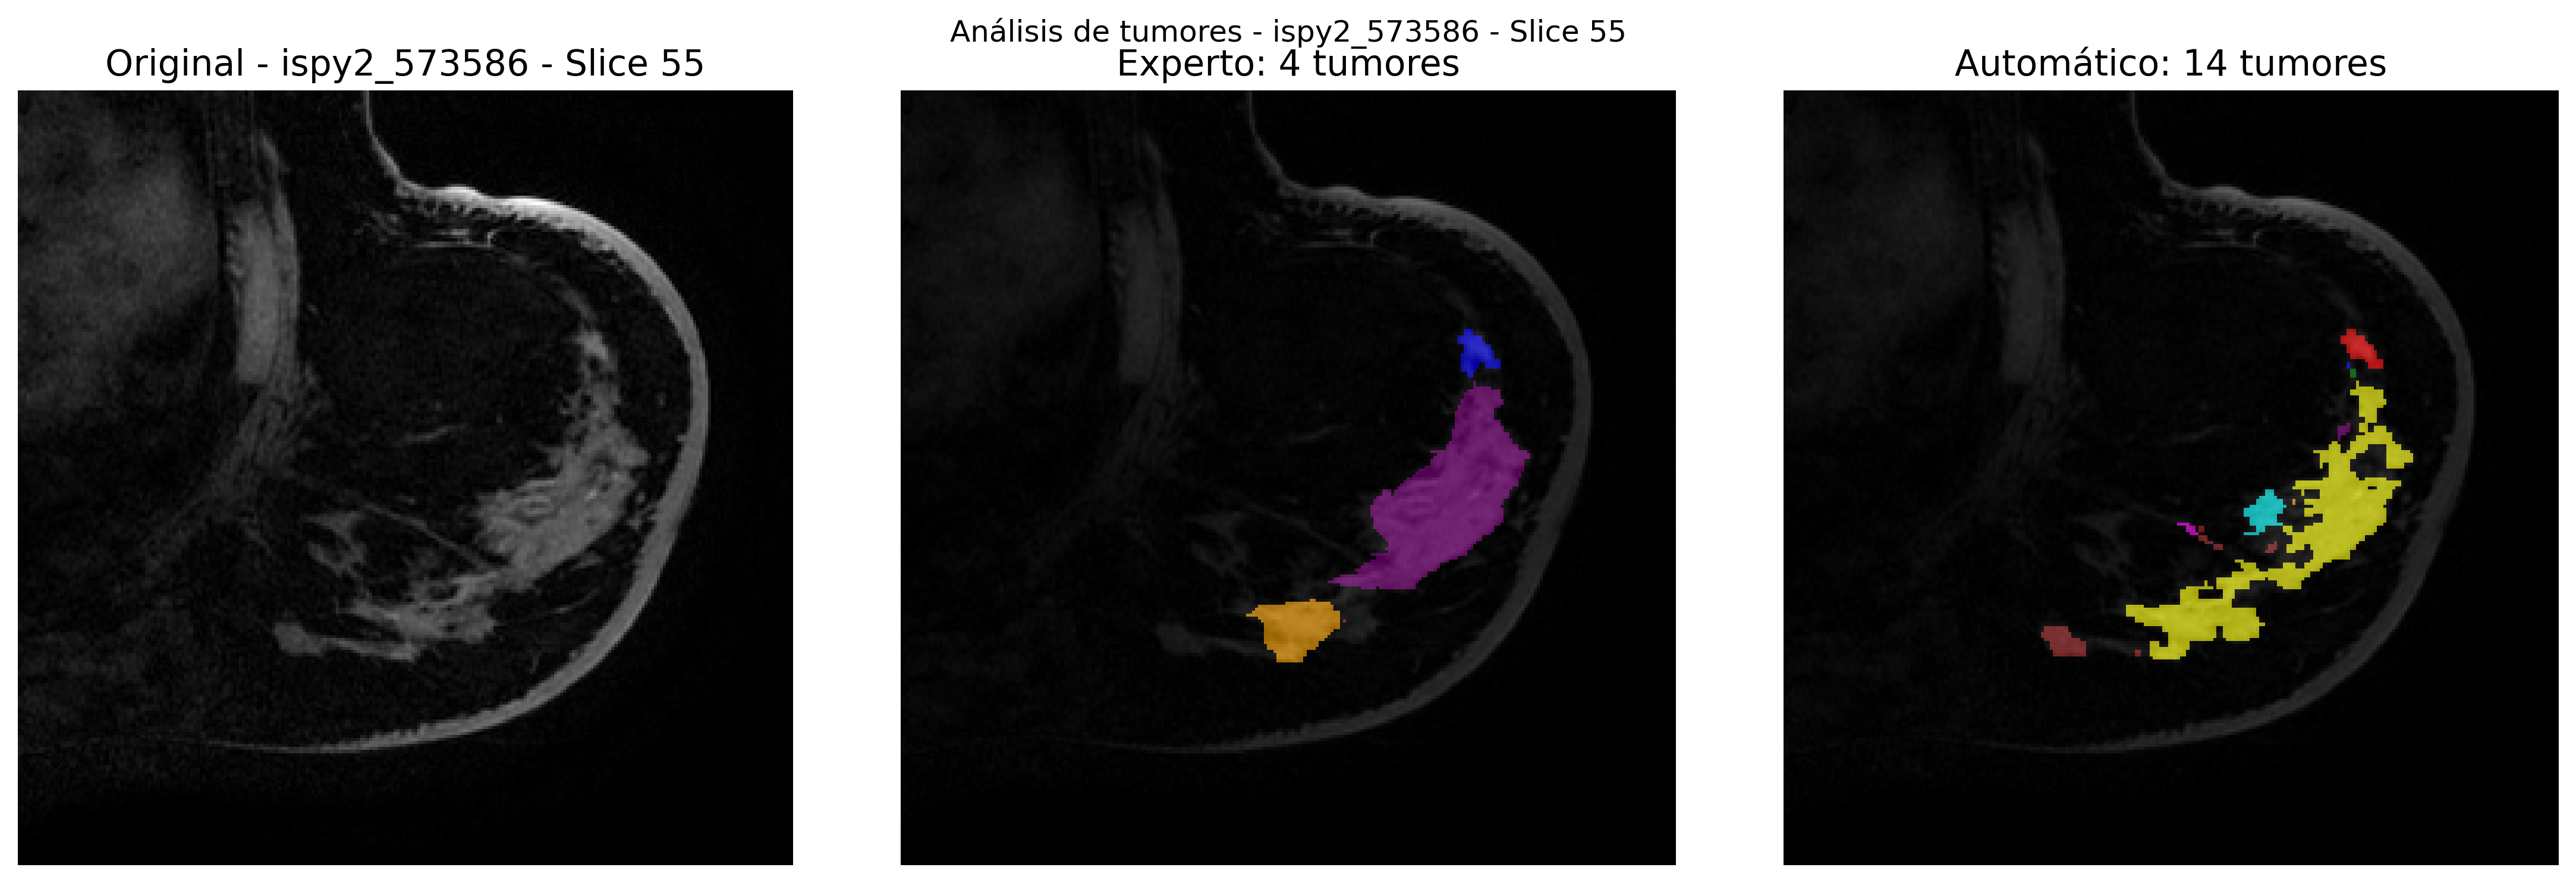 Análisis de tumores - ispy2_573586 - Slice 55
Original - ispy2_573586 - Slice 55
Experto: 4 tumores
Automático: 14 tumores